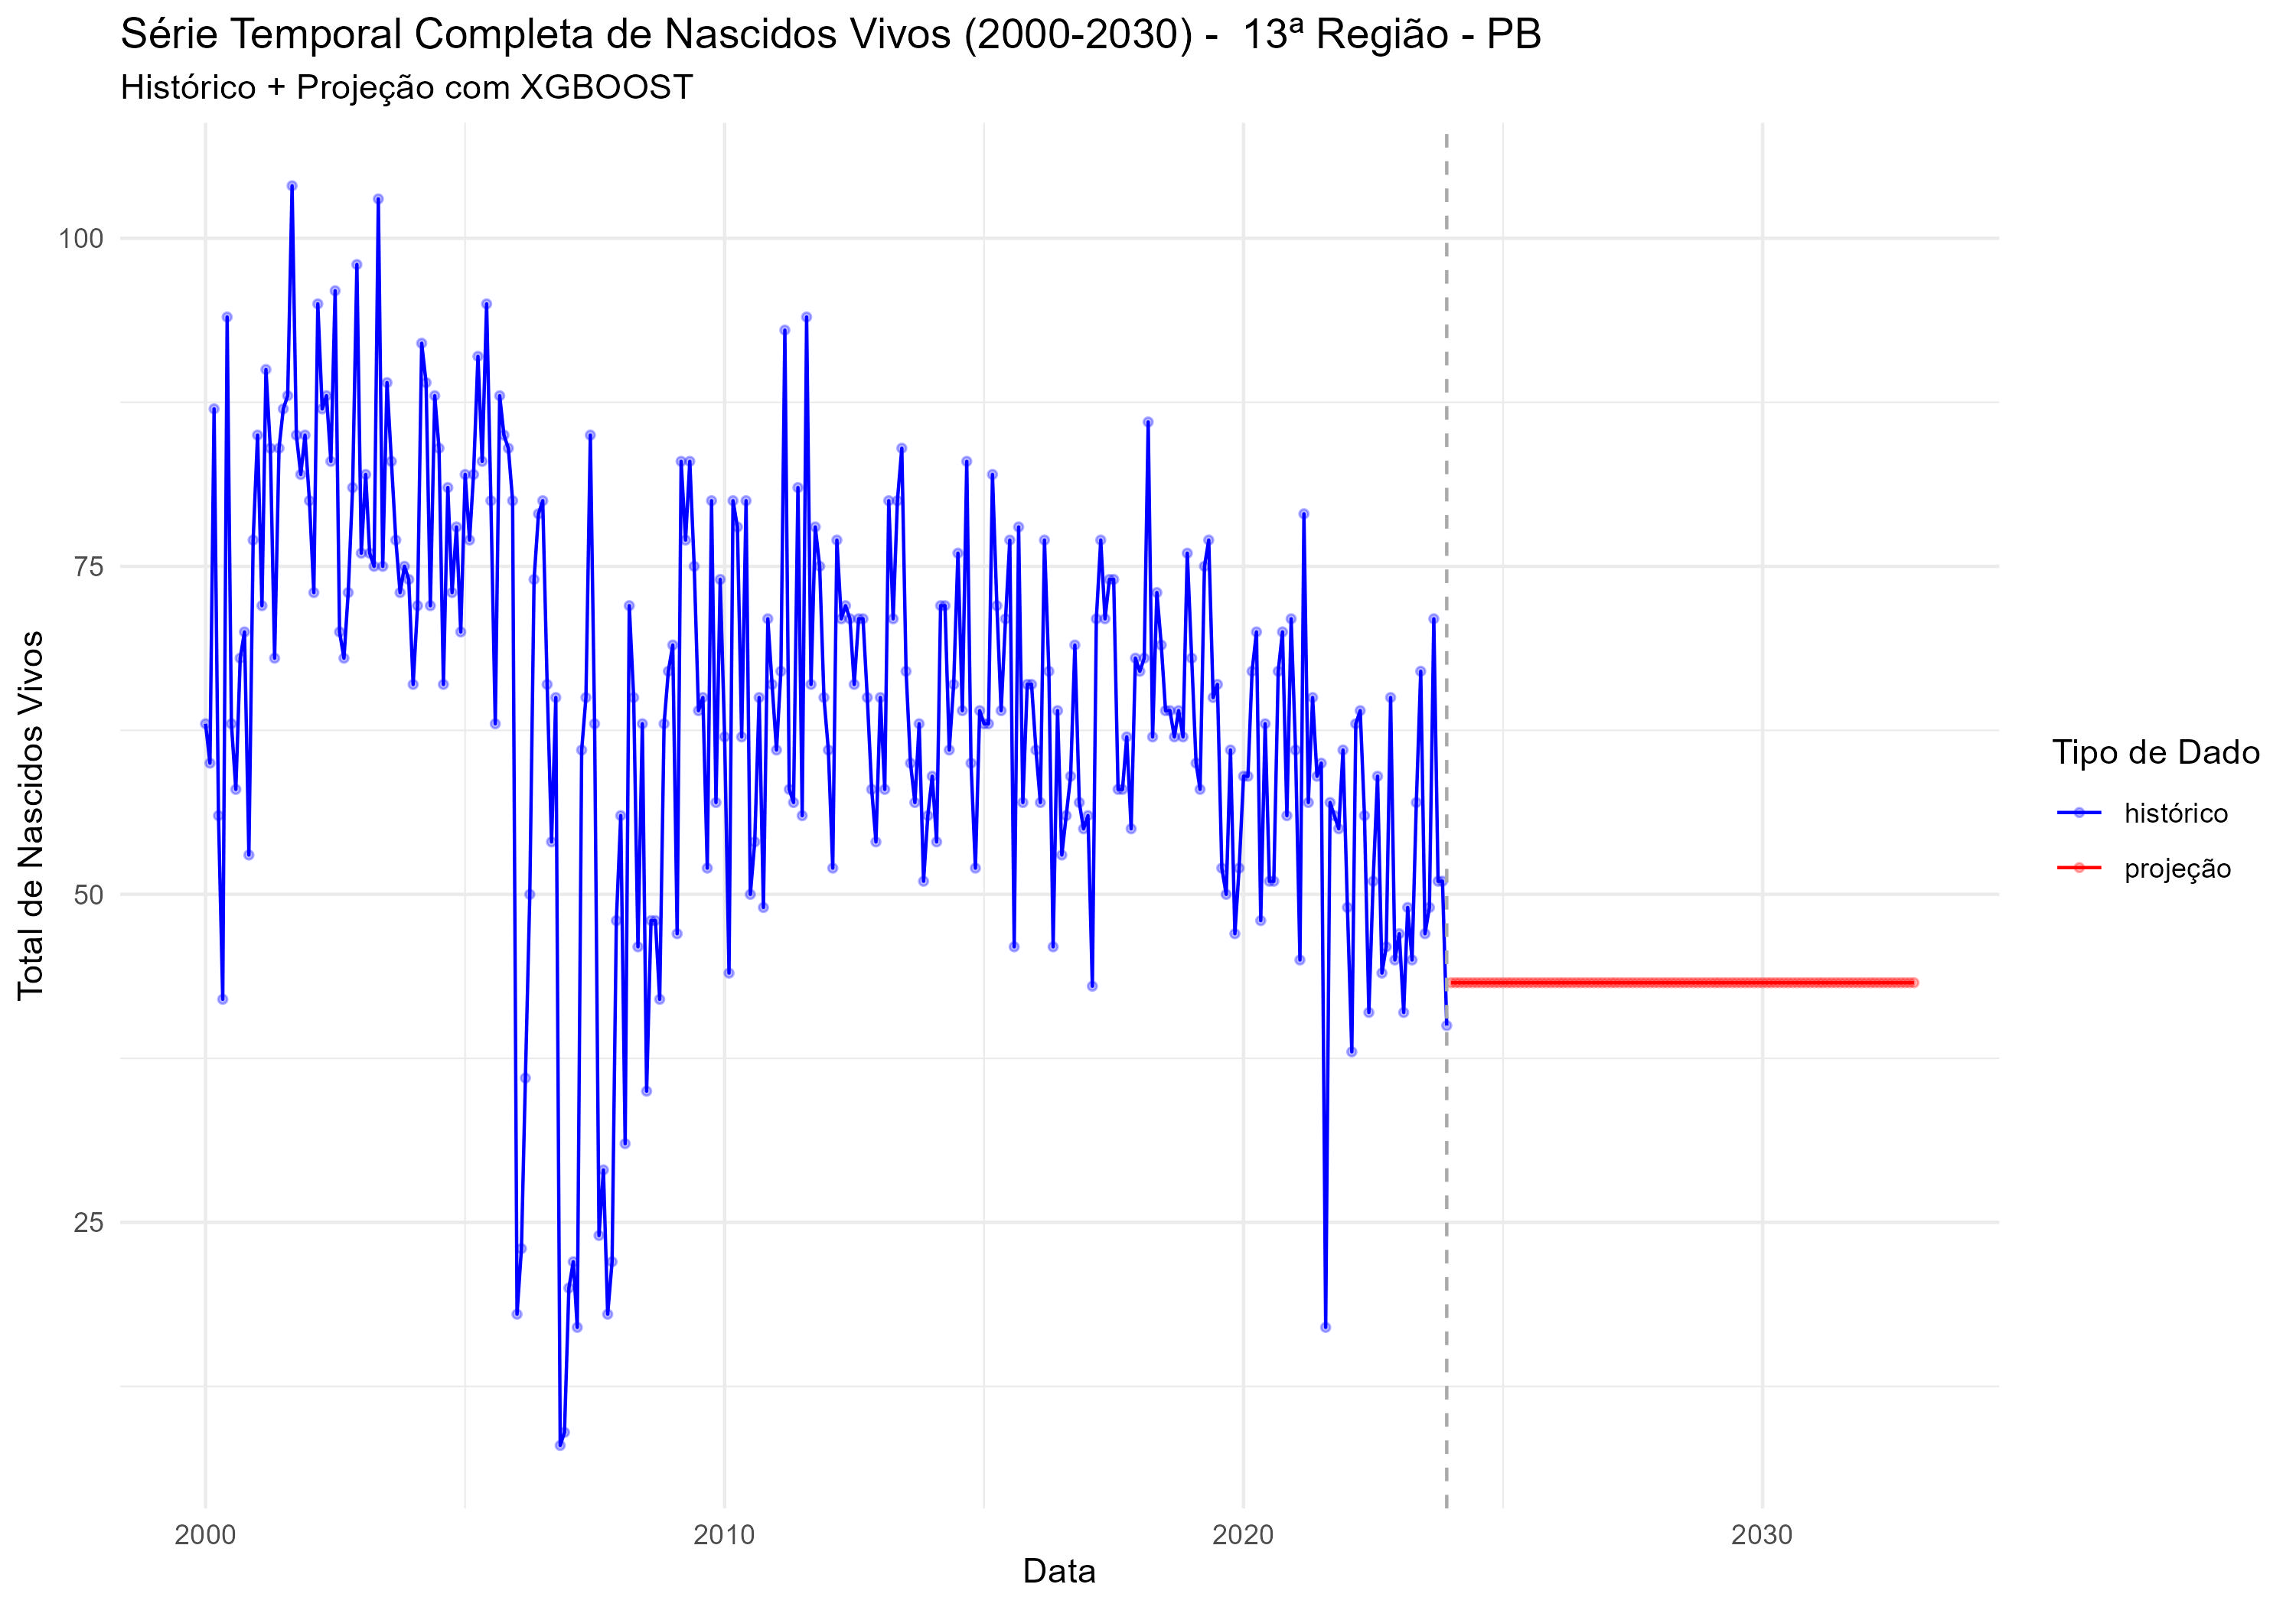 Série Temporal Completa de Nascidos Vivos (2000-2030) -  13ª Região - PB
Histórico + Projeção com XGBOOST
Total de Nascidos Vivos
100
75
50
25
2000
2010
2020
2030
Data
Tipo de Dado
histórico
projeção